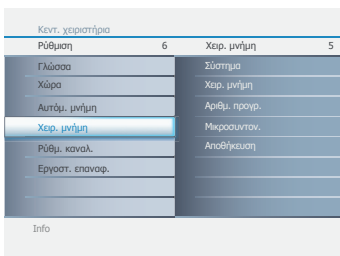 Κεντ. χειριστήρια
Ρύθμιση 6 Χειρ. μνήμη 5
Γλώσσα Σύστημα
Χώρα Χειρ. μνήμη
Αυτόμ. μνήμη Αριθμ. προγρ.
Χειρ. μνήμη Μικροσυντον.
Ρύθμ. καναλ. Αποθήκευση
Εργοστ. επαναφ.
Info